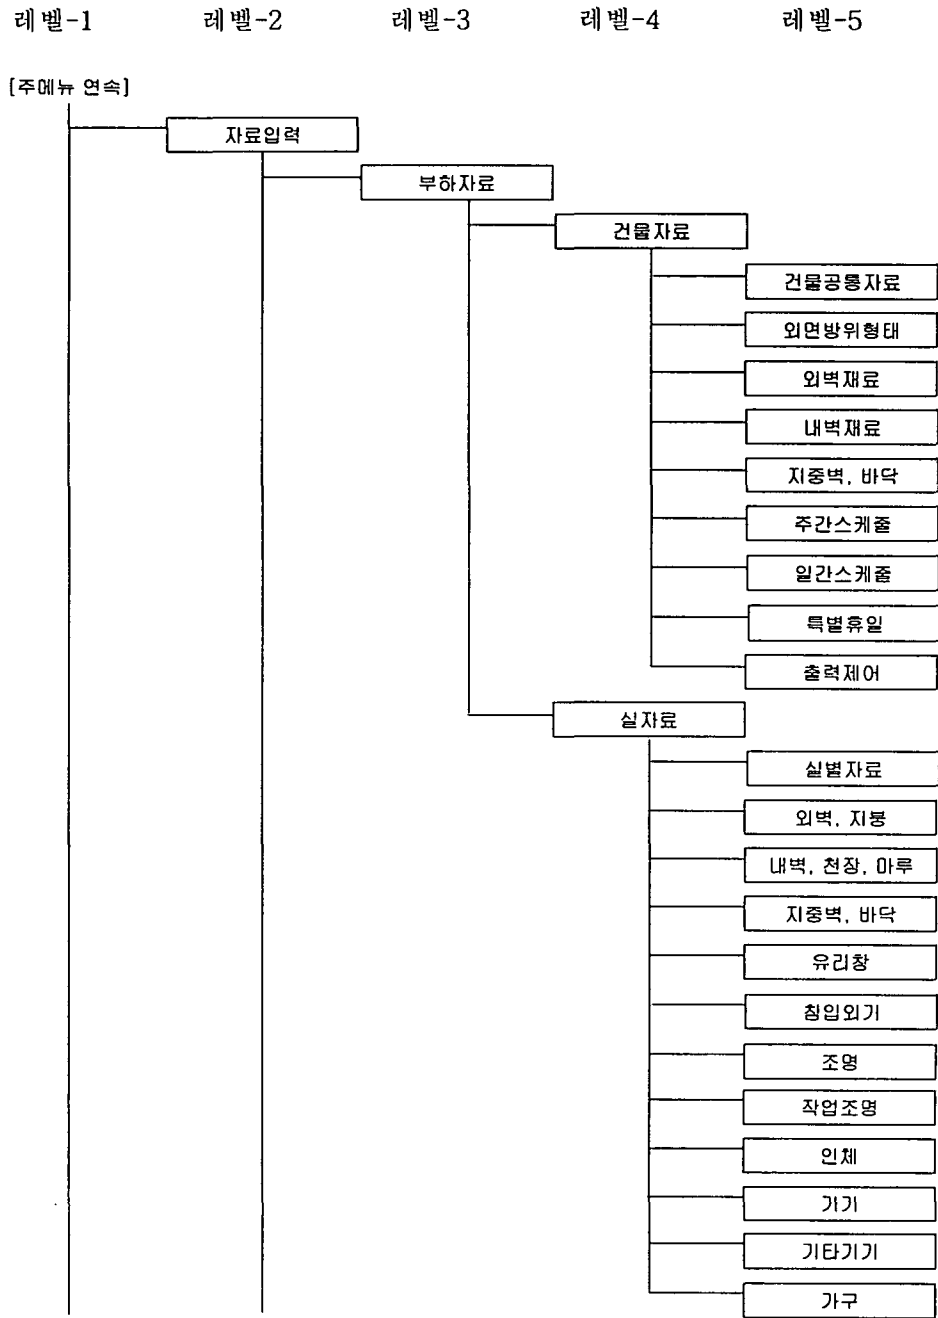 레벨-1 레벨-2 레벨-3 레벨-4 레벨-5
[주메뉴 연속]
자료입력
부하자료
건물자료
건물공통자료
외면방위형태
외벽재료
내벽재료
지중벽, 바닥
주간스케줄
일간스케줄
특별휴일
출력제어
실자료
실별자료
외벽, 지붕
내벽, 천장, 마루
지중벽, 바닥
유리창
침입외기
조명
작업조명
인체
기기
기타기기
가구